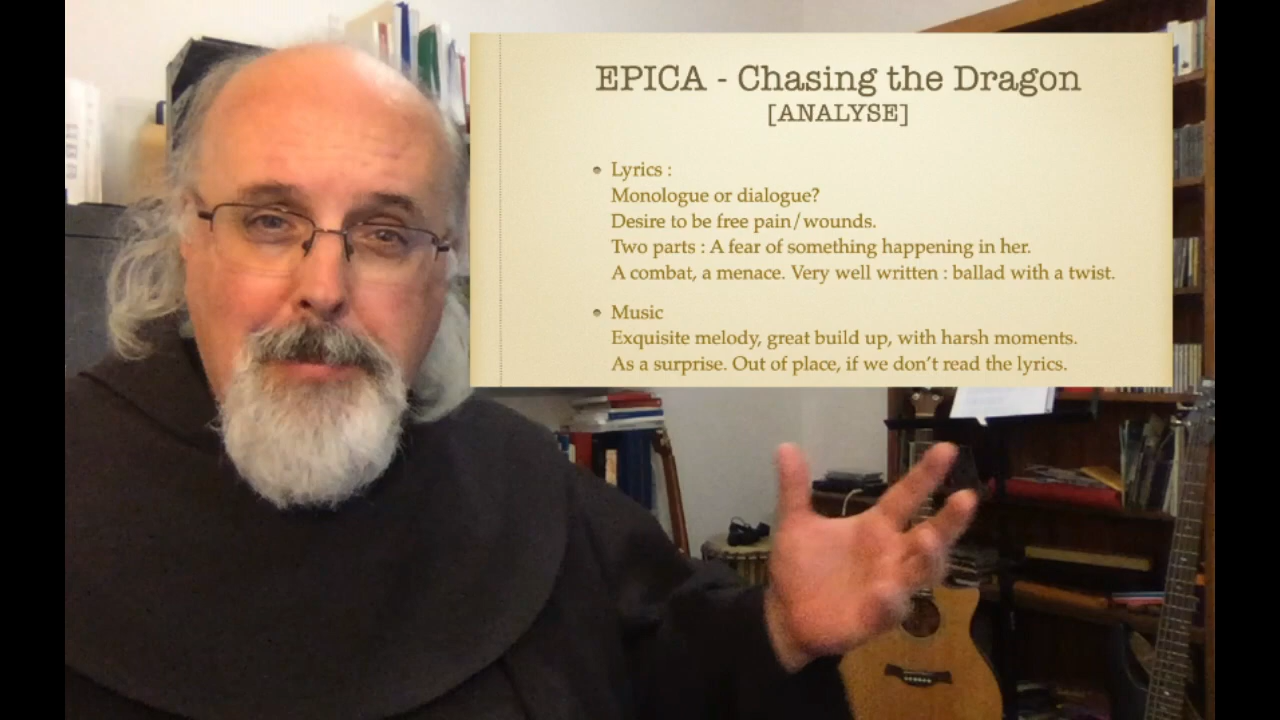 EPICA - Chasing the Dragon
[ANALYSE]
Lyrics :
Monologue or dialogue?
Desire to be free pain/wounds.
Two parts : A fear of something happening in her.
A combat, a menace. Very well written : ballad with a twist.
Music
Exquisite melody, great build up, with harsh moments.
As a surprise. Out of place, if we don't read the lyrics.